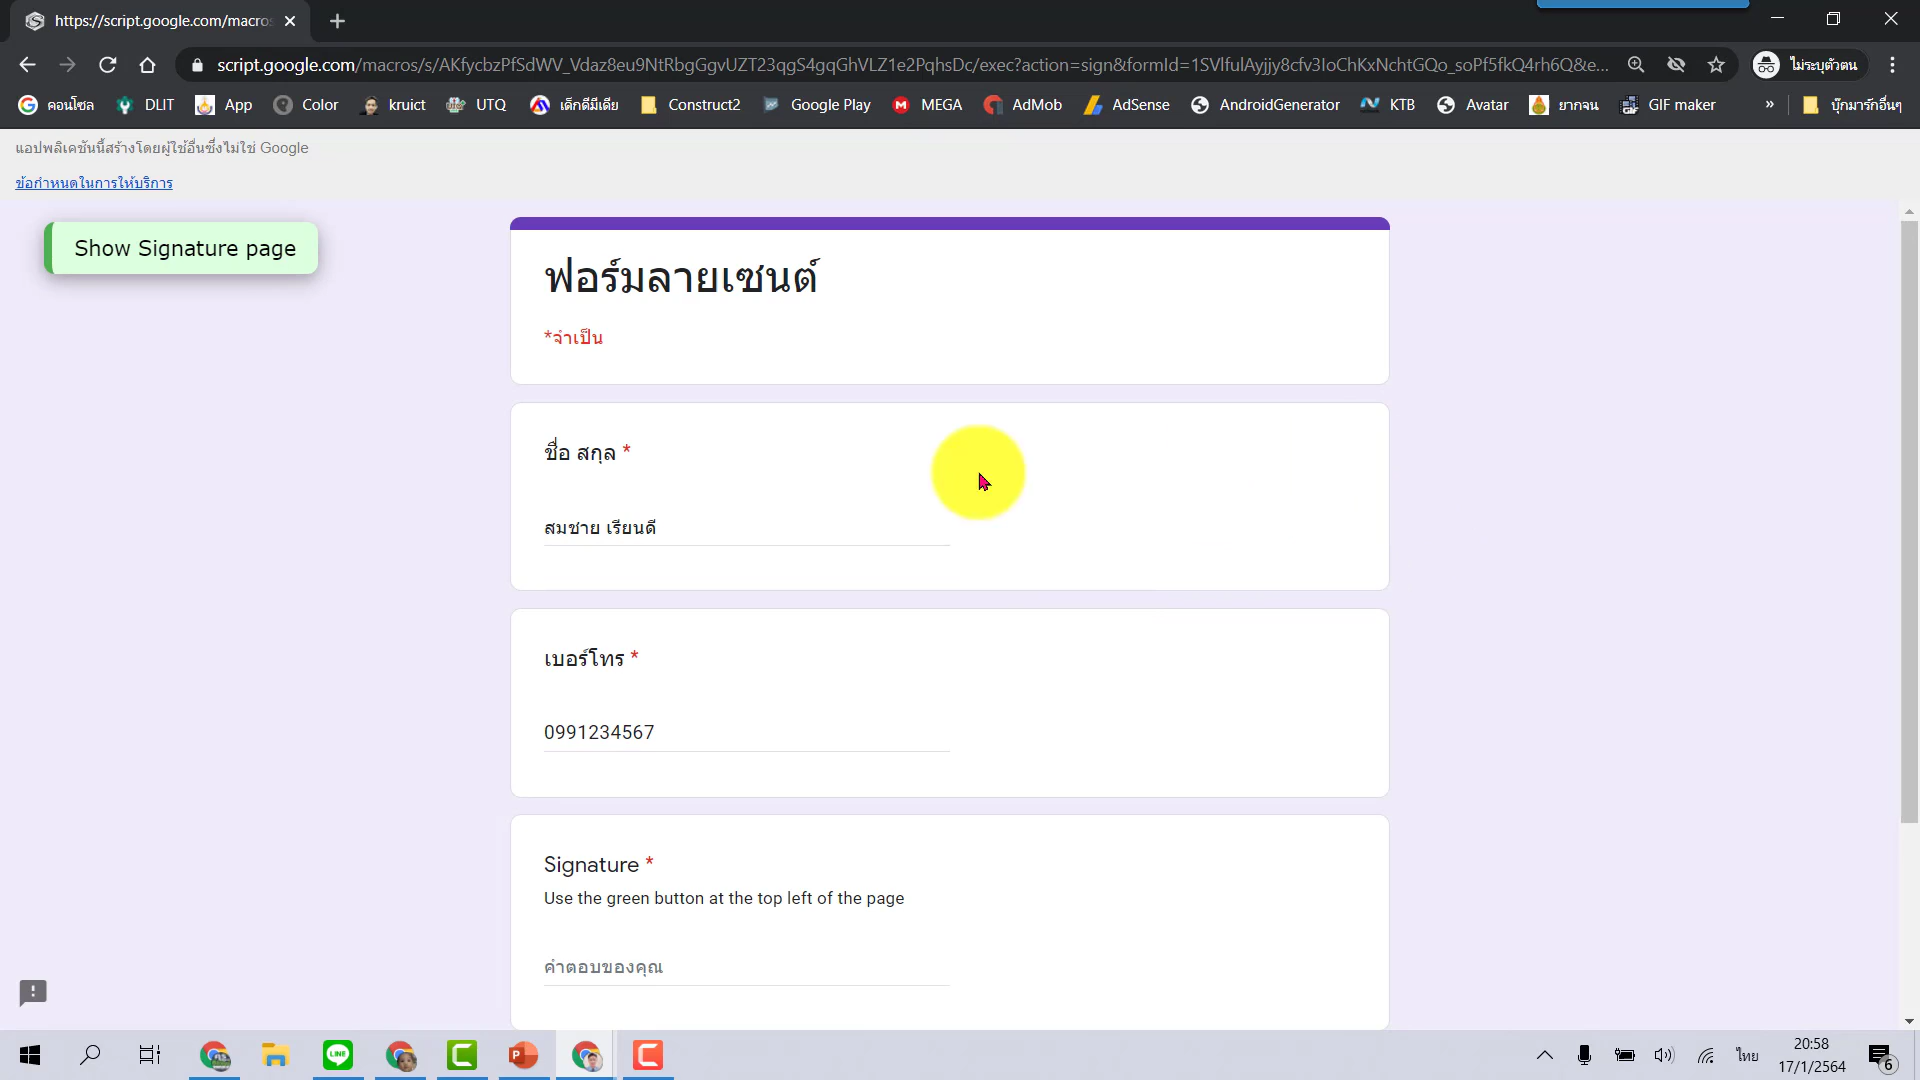 https://script.google.com/macros
script.google.com/macros/s/AKfycbzPfSdWV_Vdaz8eu9NtRbgGgvUZT23qgS4gqGhVLZ1e2PqhsDc/exec?action=sign&formId=1SVlfulAyjjy8cfv3IoChKxNchtGQo_soPf5fkQ4rh6Q&e...
ไม่ระบุตัวตน
คอนโซล DLIT App Color kruict UTQ เด็กดีมีเดีย Construct2 Google Play MEGA AdMob AdSense AndroidGenerator KTB Avatar ยากจน GIF maker » บุ๊กมาร์กอื่นๆ
แอปพลิเคชันนี้สร้างโดยผู้ใช้อื่นซึ่งไม่ใช่ Google
ข้อกำหนดในการให้บริการ
Show Signature page
ฟอร์มลายเซนต์
*จำเป็น
ชื่อ สกุล *
สมชาย เรียนดี
เบอร์โทร *
0991234567
Signature *
Use the green button at the top left of the page
คำตอบของคุณ
LINE
ไทย
20:58
17/1/2564
6